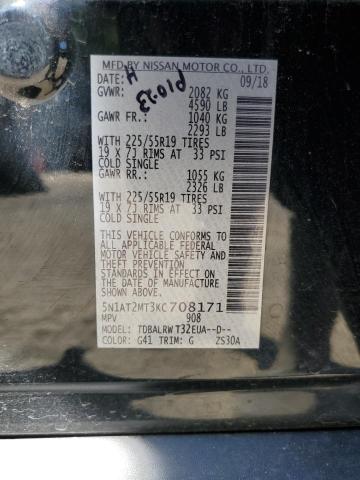 MFD BY NISSAN MOTOR CO., LTD.
DATE: 09/18
GVWR: 2082 KG
4590 LB
GAWR FR.: 1040 KG
2293 LB
WITH 225/55R19 TIRES
19 X 7J RIMS AT 33 PSI
COLD SINGLE
GAWR RR.: 1055 KG
2326 LB
WITH 225/55R19 TIRES
19 X 7J RIMS AT 33 PSI
COLD SINGLE
THIS VEHICLE CONFORMS TO
ALL APPLICABLE FEDERAL
MOTOR VEHICLE SAFETY AND
THEFT PREVENTION
STANDARDS IN EFFECT ON
THE DATE OF MANUFACTURE
SHOWN ABOVE.
5N1AT2MT3KC708171
MPV 908
MODEL: TDBALRW T32EUA--D--
COLOR: G41 TRIM: G ZS30A